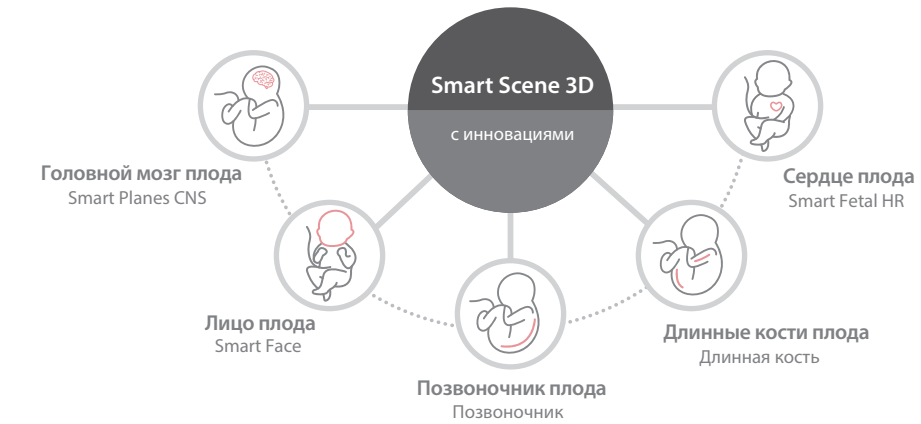 Smart Scene 3D
с инновациями
Головной мозг плода
Smart Planes CNS
Сердце плода
Smart Fetal HR
Лицо плода
Smart Face
Длинные кости плода
Длинная кость
Позвоночник плода
Позвоночник